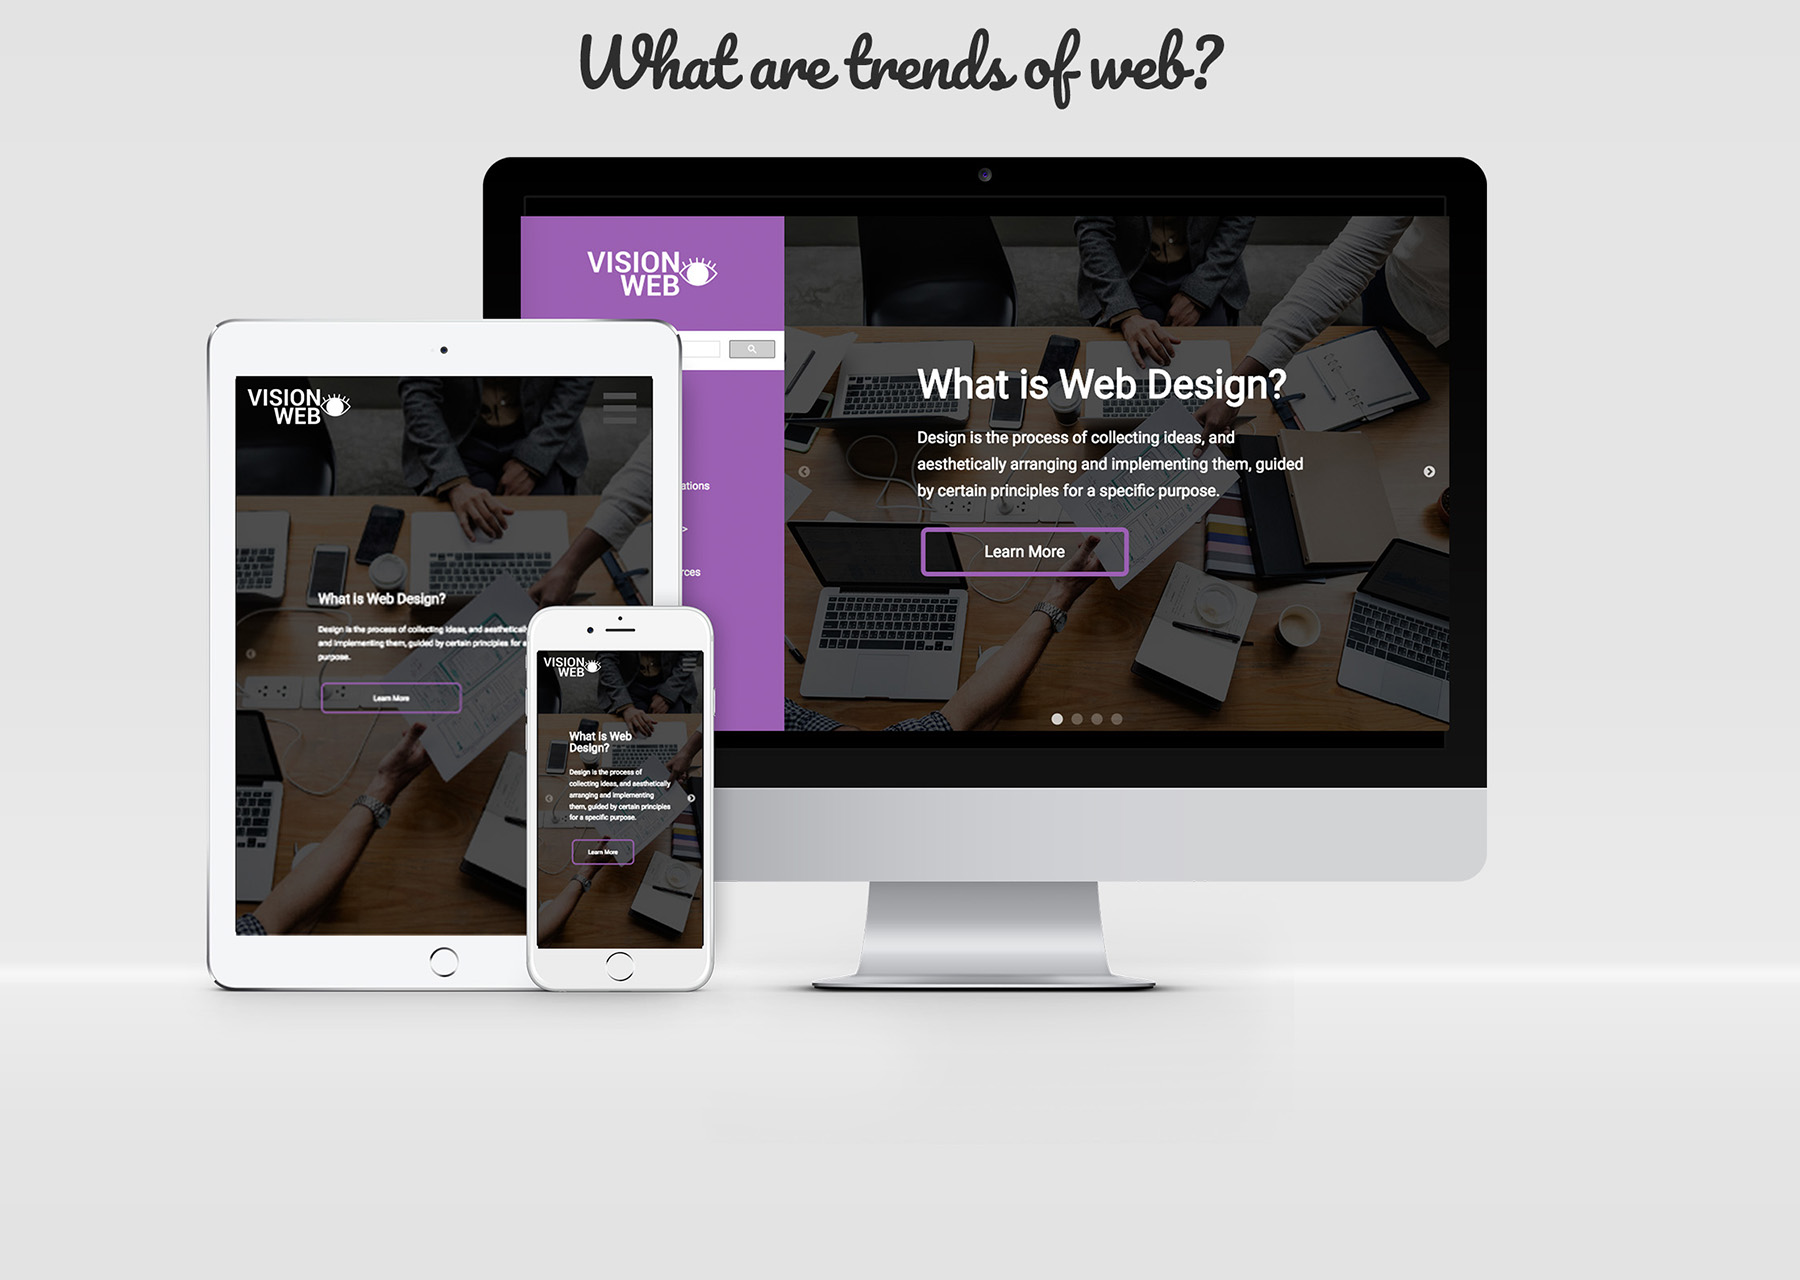 What are trends of web?
VISION
WEB
ations
>
rces
What is Web Design?
Design is the process of collecting ideas, and
aesthetically arranging and implementing them, guided
by certain principles for a specific purpose.
Learn More
VISION
WEB
What is Web Design?
Design is the process of collecting ideas, and aesthetically
and implementing them, guided by certain principles for a
purpose.
Learn More
VISION
WEB
What is Web
Design?
Design is the process of
collecting ideas, and aesthetically
arranging and implementing
them, guided by certain principles
for a specific purpose.
Learn More